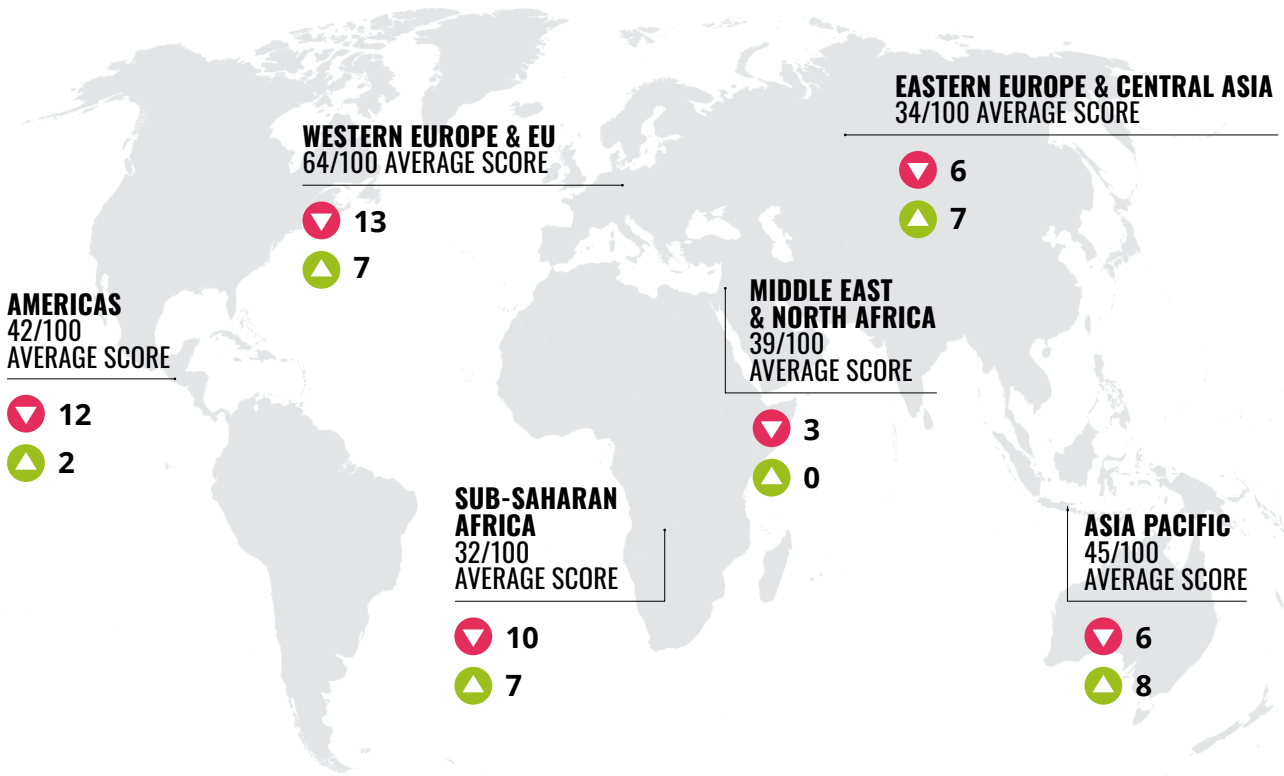 EASTERN EUROPE & CENTRAL ASIA
34/100 AVERAGE SCORE
6
7
WESTERN EUROPE & EU
64/100 AVERAGE SCORE
13
7
AMERICAS
42/100
AVERAGE SCORE
12
2
MIDDLE EAST
& NORTH AFRICA
39/100
AVERAGE SCORE
3
0
SUB-SAHARAN
AFRICA
32/100
AVERAGE SCORE
10
7
ASIA PACIFIC
45/100
AVERAGE SCORE
6
8